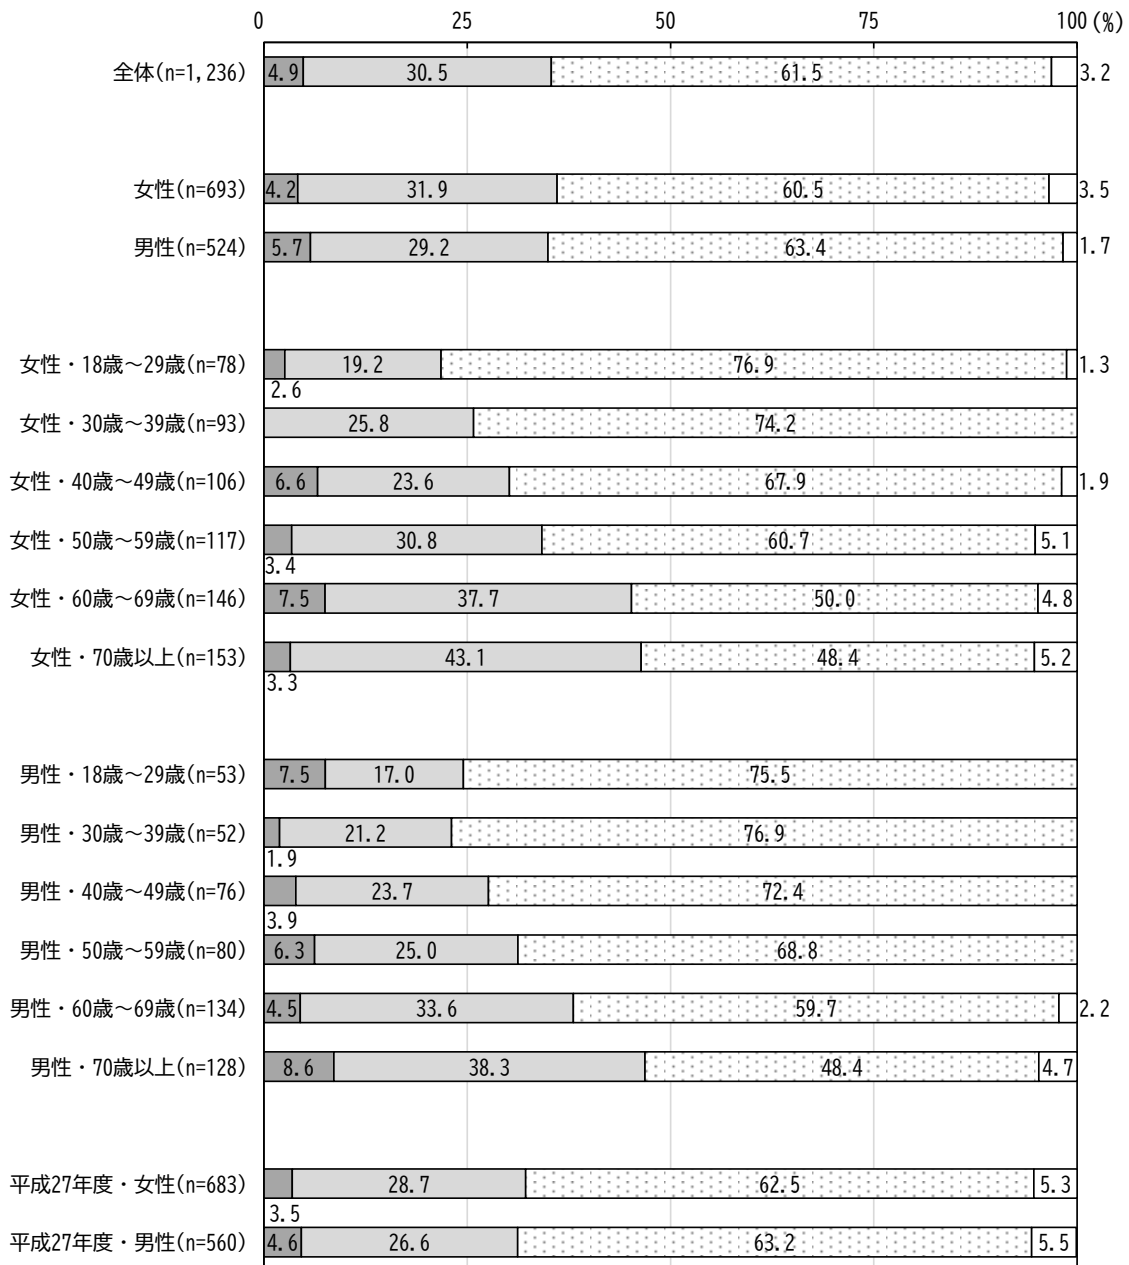 0 25 50 75 100 (%)
全体(n=1,236) 4.9 30.5 61.5 3.2
女性(n=693) 4.2 31.9 60.5 3.5
男性(n=524) 5.7 29.2 63.4 1.7
女性・18歳～29歳(n=78) 19.2 76.9 1.3
2.6
女性・30歳～39歳(n=93) 25.8 74.2
女性・40歳～49歳(n=106) 6.6 23.6 67.9 1.9
女性・50歳～59歳(n=117) 30.8 60.7 5.1
3.4
女性・60歳～69歳(n=146) 7.5 37.7 50.0 4.8
女性・70歳以上(n=153) 43.1 48.4 5.2
3.3
男性・18歳～29歳(n=53) 7.5 17.0 75.5
男性・30歳～39歳(n=52) 21.2 76.9
1.9
男性・40歳～49歳(n=76) 23.7 72.4
3.9
男性・50歳～59歳(n=80) 6.3 25.0 68.8
男性・60歳～69歳(n=134) 4.5 33.6 59.7 2.2
男性・70歳以上(n=128) 8.6 38.3 48.4 4.7
平成27年度・女性(n=683) 28.7 62.5 5.3
3.5
平成27年度・男性(n=560) 4.6 26.6 63.2 5.5